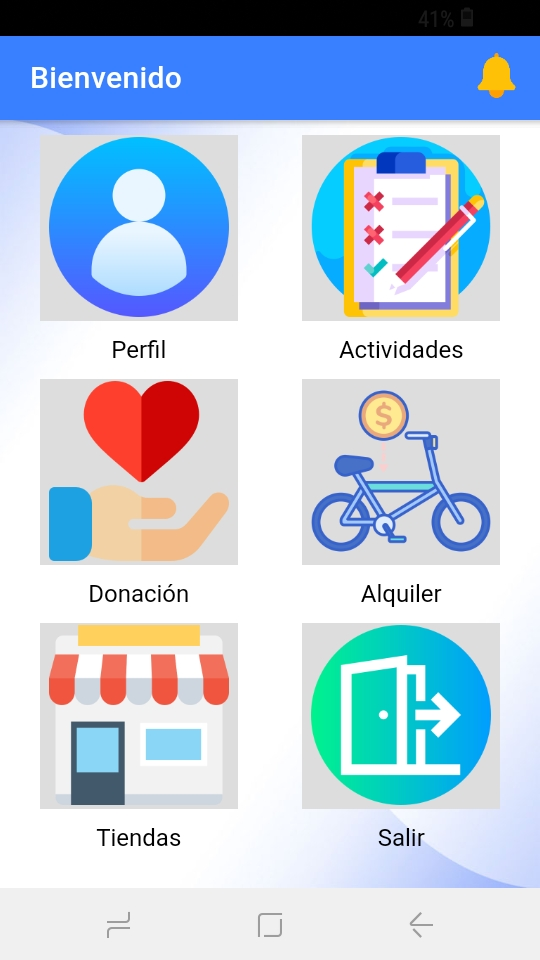 41%
Bienvenido
Perfil
Actividades
$
Donación
Alquiler
Tiendas
Salir